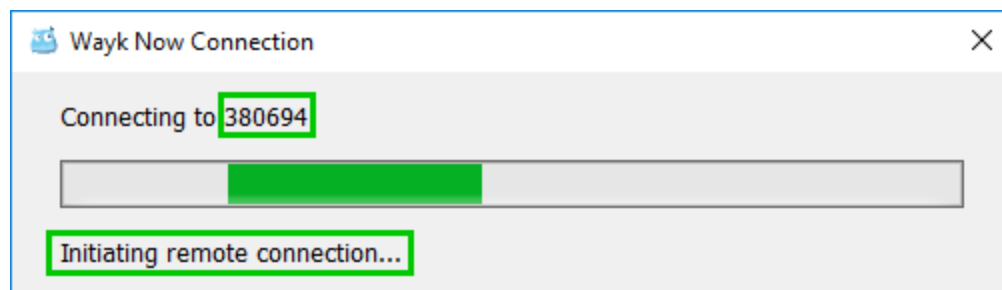 Wayk Now Connection
Connecting to 380694
Initiating remote connection...